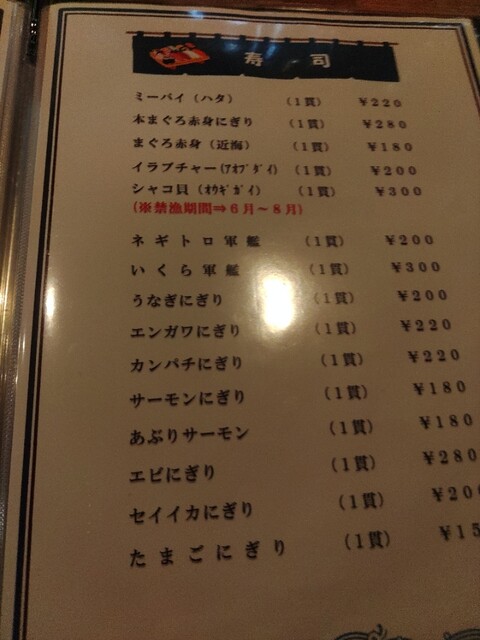 寿司
ミーバイ（ハタ） （1貫） ￥220
本まぐろ赤身にぎり （1貫） ￥280
まぐろ赤身（近海） （1貫） ￥180
イラブチャー（ｱｵﾌﾞﾀﾞｲ） （1貫） ￥200
シャコ貝（ｵｳｷﾞｶﾞｲ） （1貫） ￥300
（※禁漁期間⇒６月～８月）
ネギトロ軍艦 （1貫） ￥200
いくら軍艦 （1貫） ￥300
うなぎにぎり （1貫） ￥200
エンガワにぎり （1貫） ￥220
カンパチにぎり （1貫） ￥220
サーモンにぎり （1貫） ￥180
あぶりサーモン （1貫） ￥180
エビにぎり （1貫） ￥280
セイイカにぎり （1貫） ￥200
たまごにぎり （1貫） ￥15